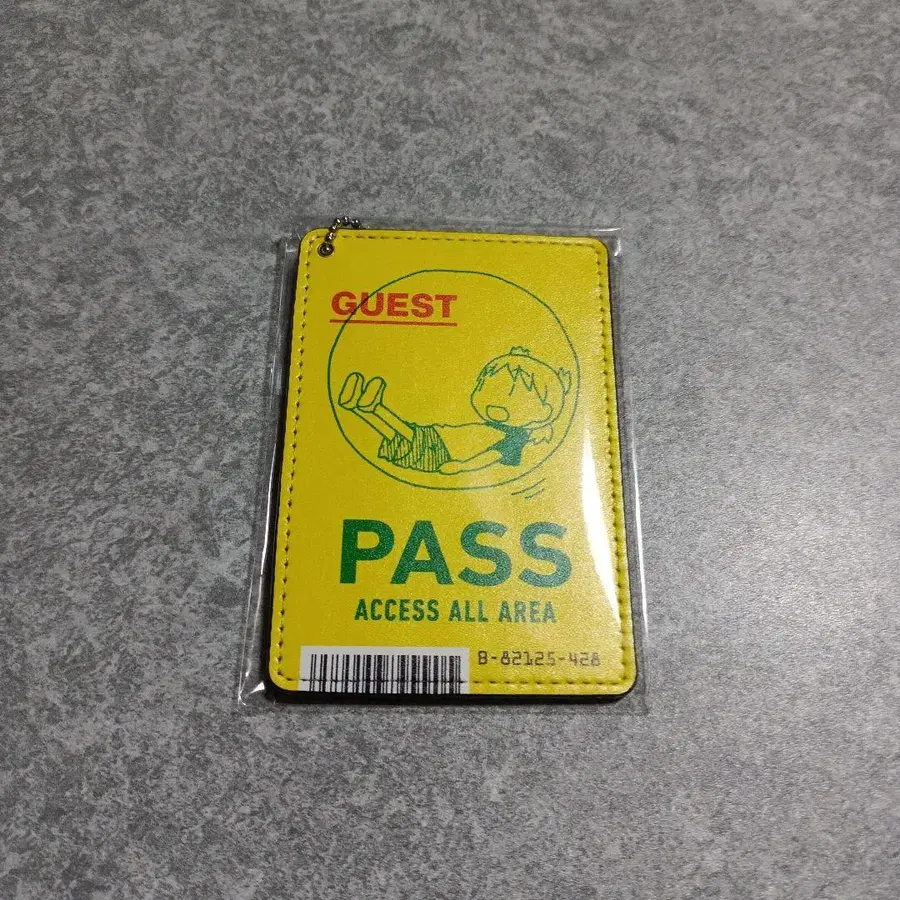 GUEST
PASS
ACCESS ALL AREA
B-82125-428